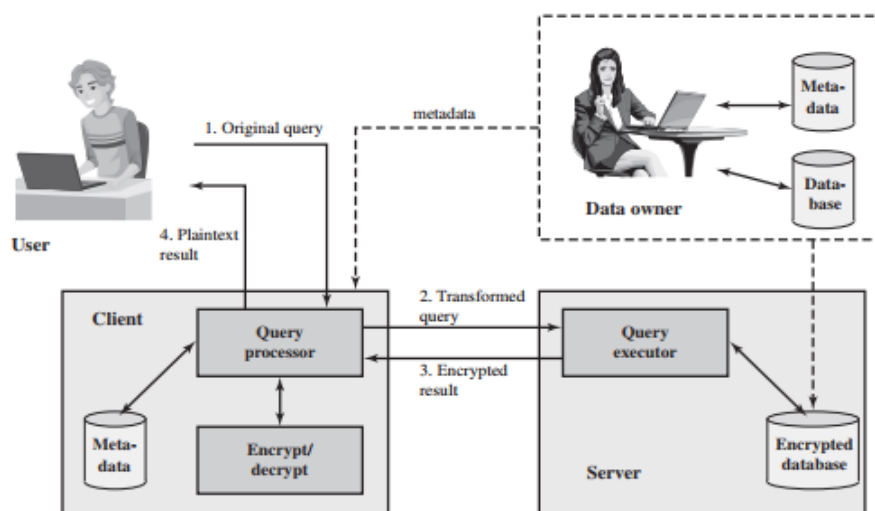 1. Original query
metadata
Meta-
data
Data-
base
Data owner
User
4. Plaintext
result
Client
Query
processor
2. Transformed
query
3. Encrypted
result
Query
executor
Meta-
data
Encrypt/
decrypt
Server
Encrypted
database